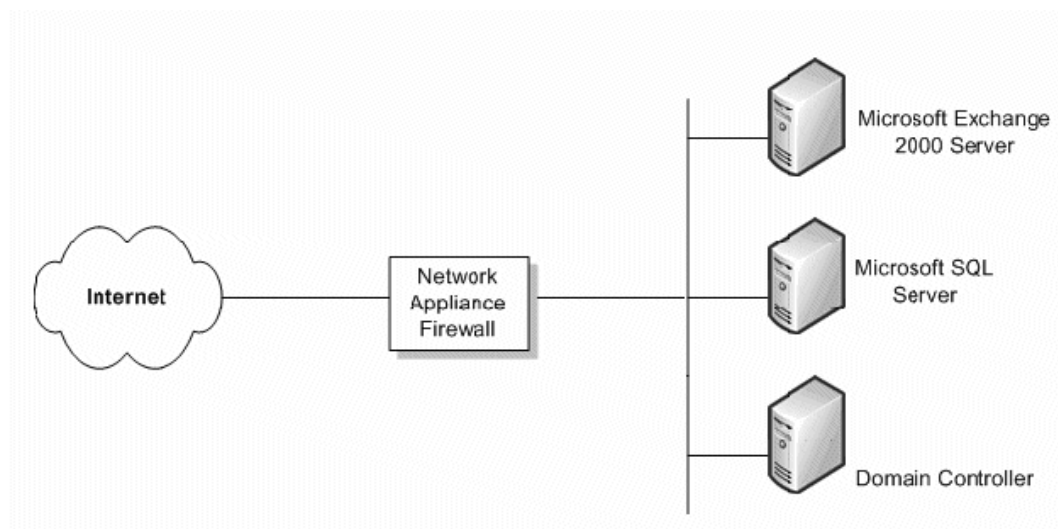 Microsoft Exchange
2000 Server
Internet
Network
Appliance
Firewall
Microsoft SQL
Server
Domain Controller